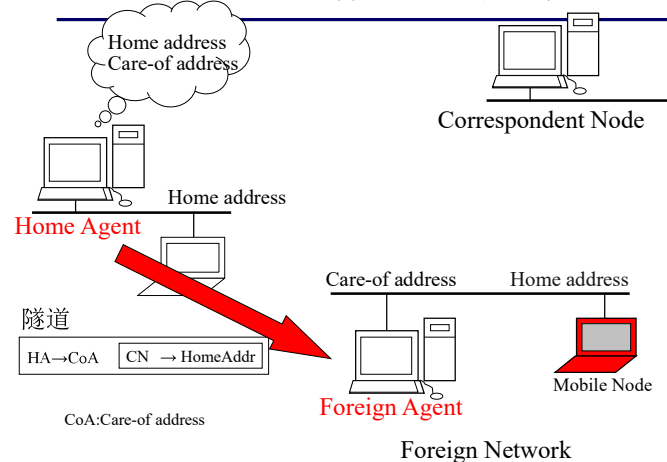 Home address
Care-of address
Correspondent Node
Home address
Home Agent
Care-of address
Home address
隧道
HA→CoA
CN → HomeAddr
Mobile Node
Foreign Agent
CoA:Care-of address
Foreign Network